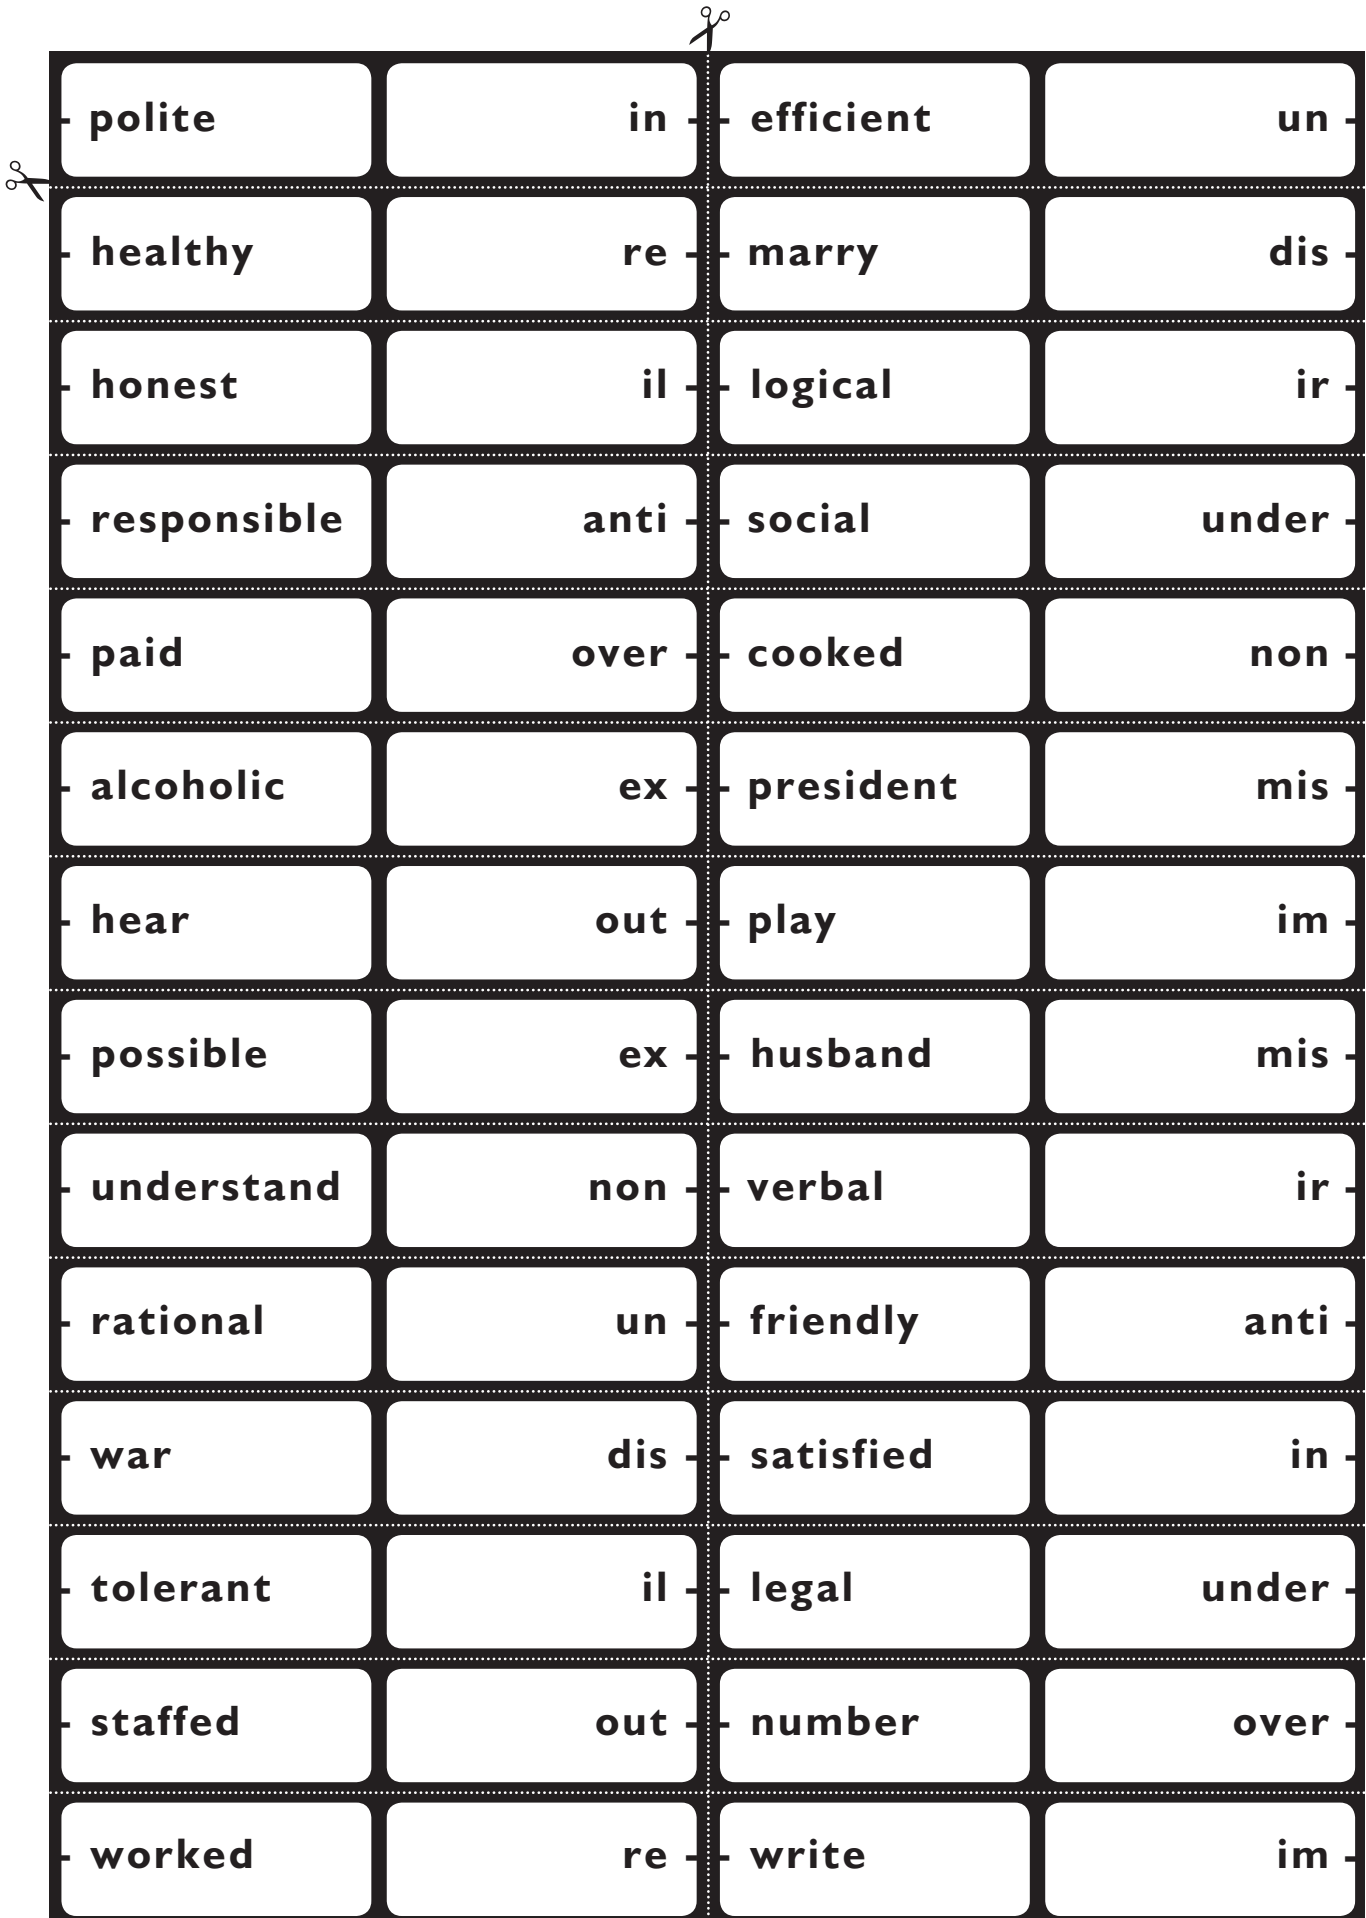 polite in efficient un
healthy re marry dis
honest il logical ir
responsible anti social under
paid over cooked non
alcoholic ex president mis
hear out play im
possible ex husband mis
understand non verbal ir
rational un friendly anti
war dis satisfied in
tolerant il legal under
staffed out number over
worked re write im